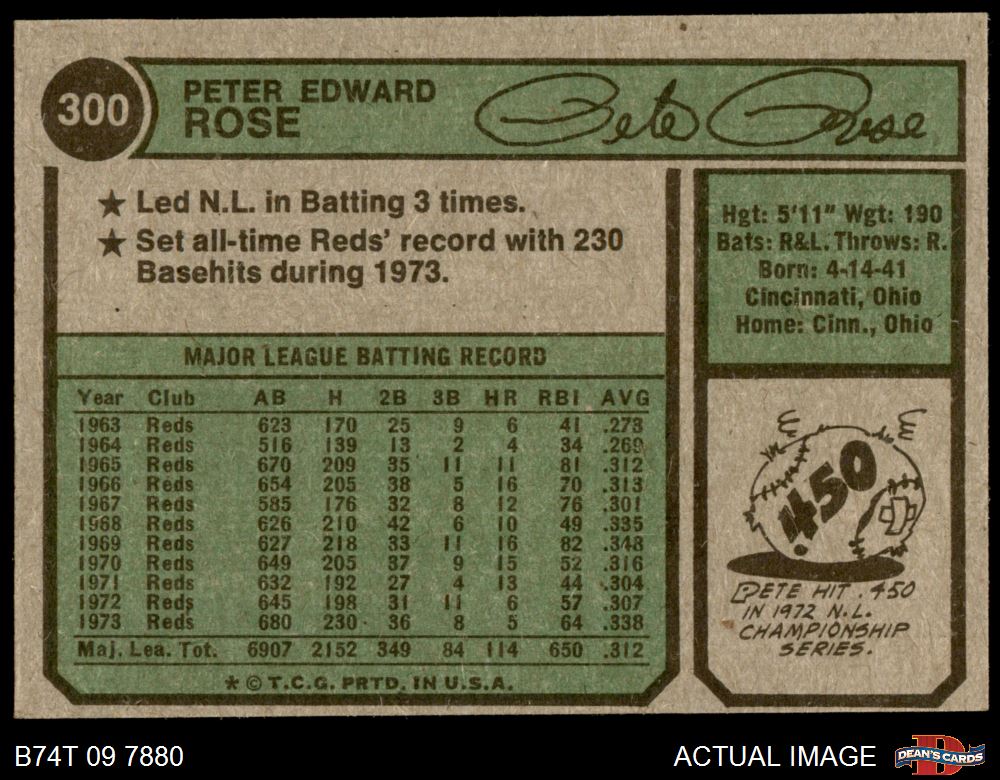 300
PETER EDWARD
ROSE
Pete Rose
★ Led N.L. in Batting 3 times.
★ Set all-time Reds' record with 230
Basehits during 1973.
Hgt: 5'11" Wgt: 190
Bats: R&L. Throws: R.
Born: 4-14-41
Cincinnati, Ohio
Home: Cinn., Ohio
MAJOR LEAGUE BATTING RECORD
Year Club AB H 2B 3B HR RBI AVG
1963 Reds 623 170 25 9 6 41 .273
1964 Reds 516 139 13 2 4 34 .269
1965 Reds 670 209 35 11 11 81 .312
1966 Reds 654 205 38 5 16 70 .313
1967 Reds 585 176 32 8 12 76 .301
1968 Reds 626 210 42 6 10 49 .335
1969 Reds 627 218 33 11 16 82 .348
1970 Reds 649 205 37 9 15 52 .316
1971 Reds 632 192 27 4 13 44 .304
1972 Reds 645 198 31 11 6 57 .307
1973 Reds 680 230 36 8 5 64 .338
Maj. Lea. Tot. 6907 2152 349 84 114 650 .312
* © T.C.G. PRTD. IN U.S.A.
.450
PETE HIT .450
IN 1972 N.L.
CHAMPIONSHIP
SERIES.
B74T 09 7880
ACTUAL IMAGE
DEAN'S CARDS